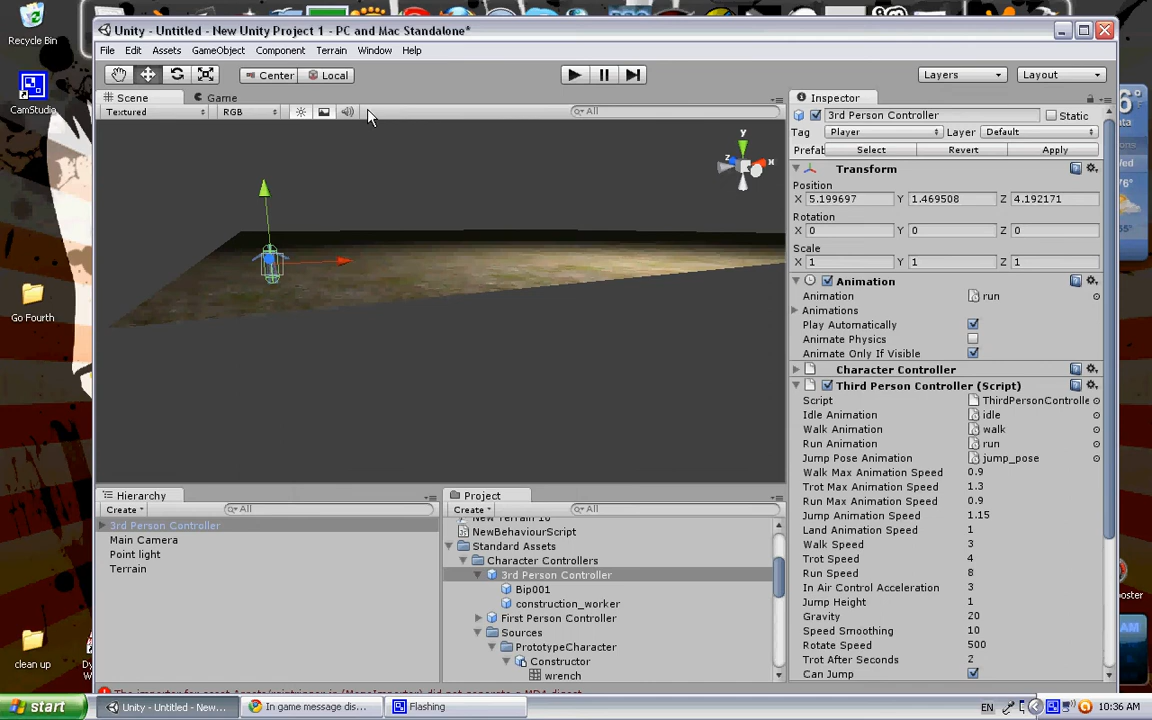 Recycle Bin
CamStudio
Go Fourth
clean up
Unity - Untitled - New Unity Project 1 - PC and Mac Standalone*
File Edit Assets GameObject Component Terrain Window Help
Center Local Layers Layout
Scene Game
Textured RGB All
y
z x
Inspector
3rd Person Controller Static
Tag Player Layer Default
Prefab Select Revert Apply
Transform
Position
X 5.199697 Y 1.469508 Z 4.192171
Rotation
X 0 Y 0 Z 0
Scale
X 1 Y 1 Z 1
Animation
Animation run
Animations
Play Automatically
Animate Physics
Animate Only If Visible
Character Controller
Third Person Controller (Script)
Script ThirdPersonControlle
Idle Animation idle
Walk Animation walk
Run Animation run
Jump Pose Animation jump_pose
Walk Max Animation Speed 0.9
Trot Max Animation Speed 1.3
Run Max Animation Speed 0.9
Jump Animation Speed 1.15
Land Animation Speed 1
Walk Speed 3
Trot Speed 4
Run Speed 8
In Air Control Acceleration 3
Jump Height 1
Gravity 20
Speed Smoothing 10
Rotate Speed 500
Trot After Seconds 2
Can Jump
Hierarchy
Create All
3rd Person Controller
Main Camera
Point light
Terrain
Project
Create All
New Terrain 10
NewBehaviourScript
Standard Assets
Character Controllers
3rd Person Controller
Bip001
construction_worker
First Person Controller
Sources
PrototypeCharacter
Constructor
wrench
start
Unity - Untitled - New...
In game message dis...
Flashing
EN
10:36 AM